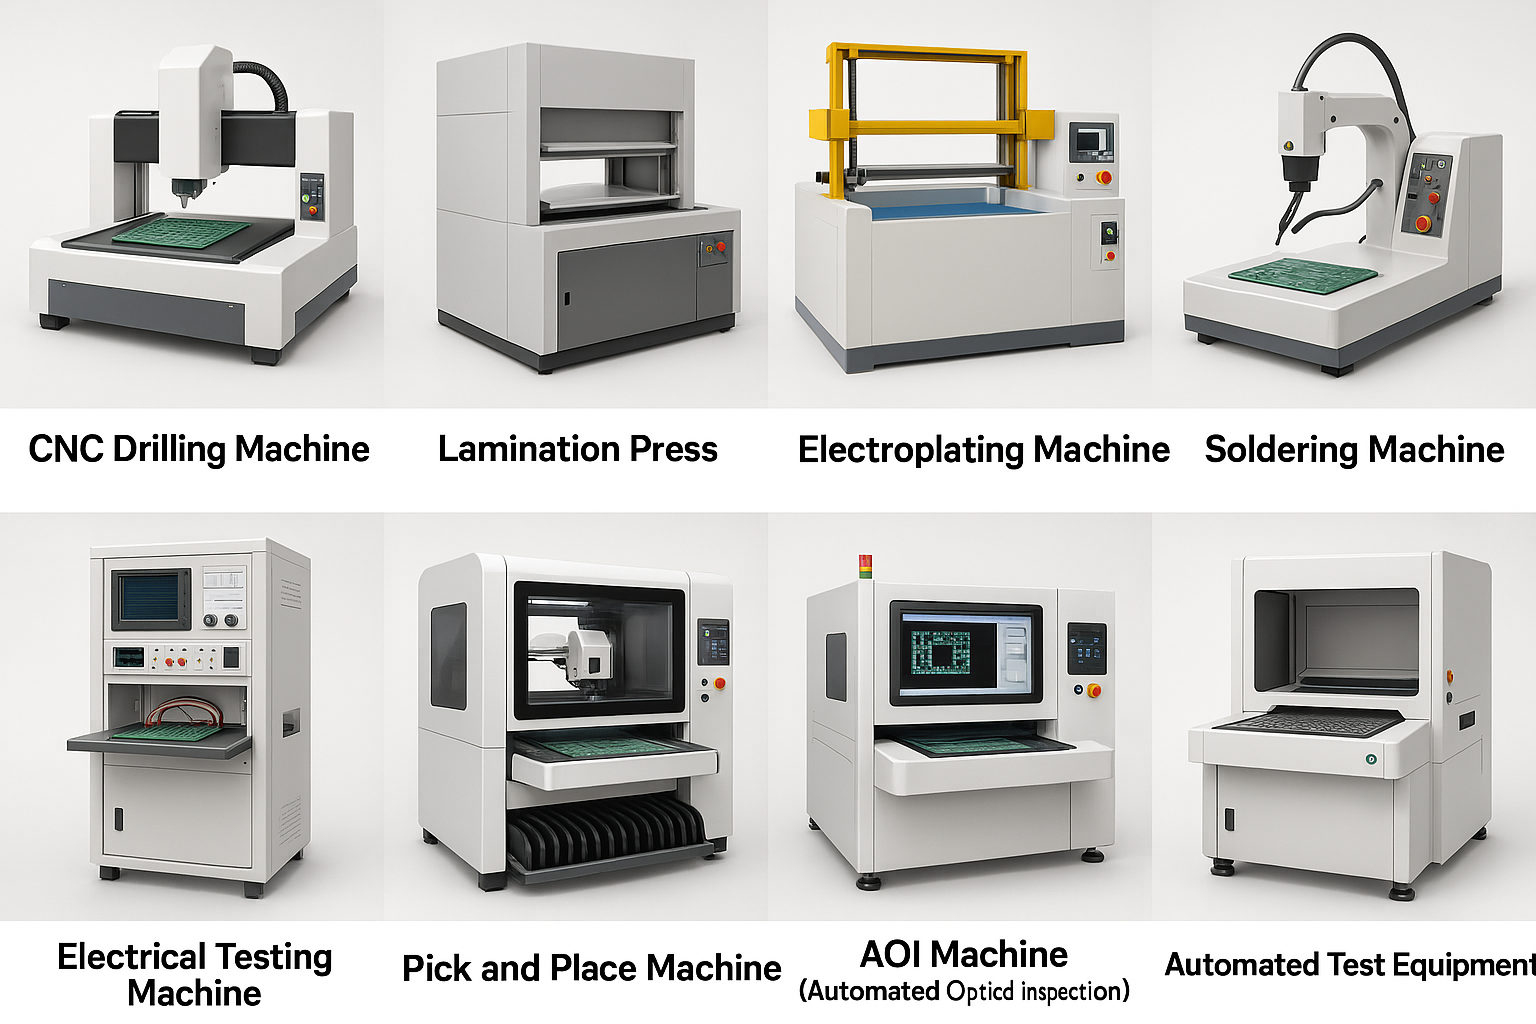 CNC Drilling Machine
Lamination Press
Electroplating Machine
Soldering Machine
Electrical Testing
Machine
Pick and Place Machine
AOI Machine
(Automated Opticd inspection)
Automated Test Equipment